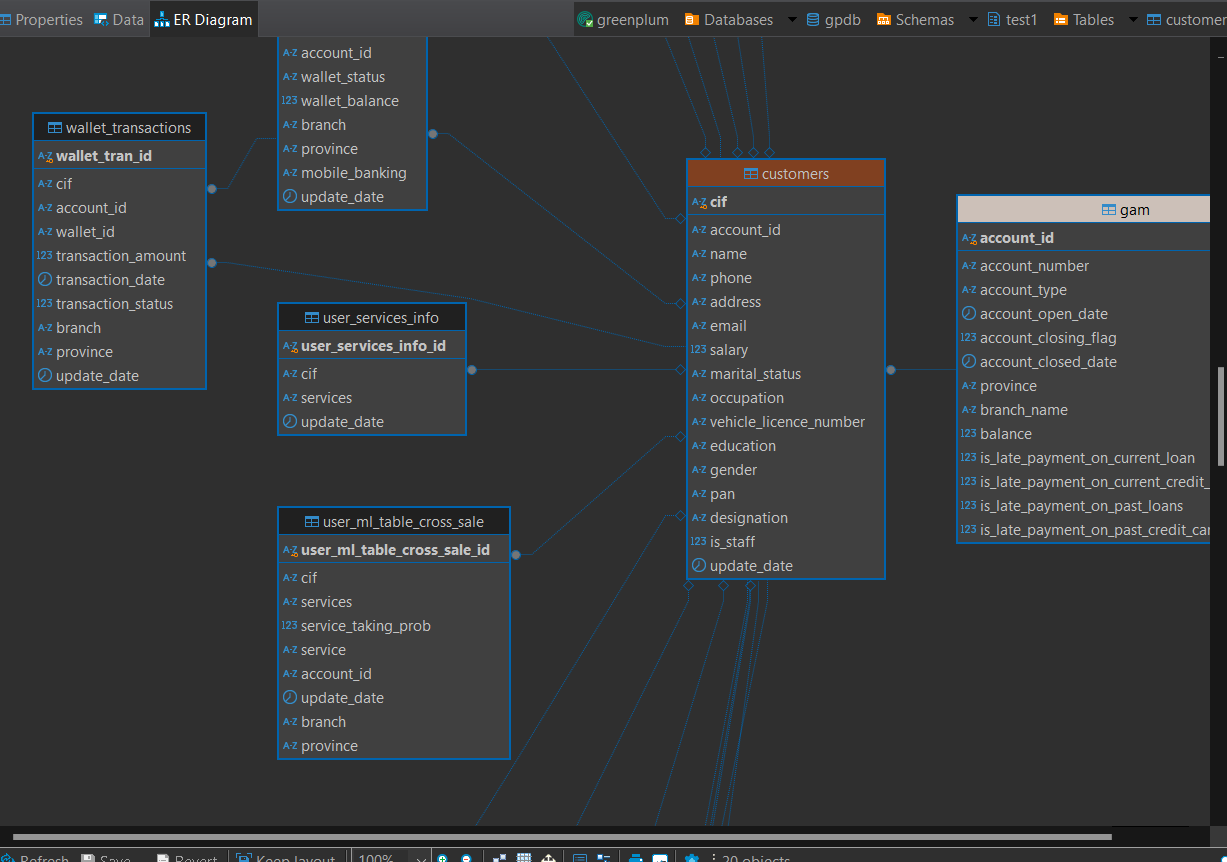 Properties Data ER Diagram greenplum Databases gpdb Schemas test1 Tables customer
account_id
wallet_status
wallet_balance
branch
province
mobile_banking
update_date
wallet_transactions
wallet_tran_id
cif
account_id
wallet_id
transaction_amount
transaction_date
transaction_status
branch
province
update_date
user_services_info
user_services_info_id
cif
services
update_date
user_ml_table_cross_sale
user_ml_table_cross_sale_id
cif
services
service_taking_prob
service
account_id
update_date
branch
province
customers
cif
account_id
name
phone
address
email
salary
marital_status
occupation
vehicle_licence_number
education
gender
pan
designation
is_staff
update_date
gam
account_id
account_number
account_type
account_open_date
account_closing_flag
account_closed_date
province
branch_name
balance
is_late_payment_on_current_loan
is_late_payment_on_current_credit_
is_late_payment_on_past_loans
is_late_payment_on_past_credit_car
Refresh Save Revert Keep layout 100% 20 objects